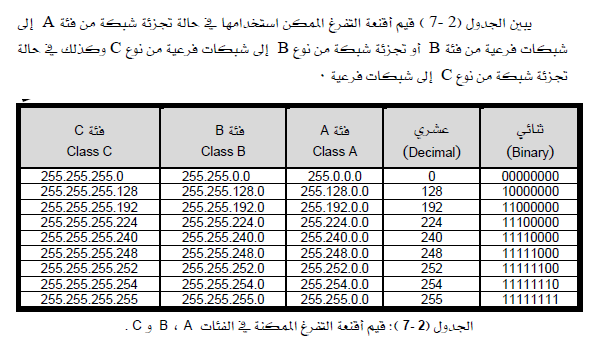 يبين الجدول (2 -7 ) قيم أقنعة التفرغ الممكن استخدامها في حالة تجزئة شبكة من فئة A إلى
شبكات فرعية من فئة B أو تجزئة شبكة من نوع B إلى شبكات فرعية من نوع C وكذلك في حالة
تجزئة شبكة من نوع C إلى شبكات فرعية .
ثنائي عشري فئة A فئة B فئة C
(Binary) (Decimal) Class A Class B Class C
00000000 0 255.0.0.0 255.255.0.0 255.255.255.0
10000000 128 255.128.0.0 255.255.128.0 255.255.255.128
11000000 192 255.192.0.0 255.255.192.0 255.255.255.192
11100000 224 255.224.0.0 255.255.224.0 255.255.255.224
11110000 240 255.240.0.0 255.255.240.0 255.255.255.240
11111000 248 255.248.0.0 255.255.248.0 255.255.255.248
11111100 252 255.252.0.0 255.255.252.0 255.255.255.252
11111110 254 255.254.0.0 255.255.254.0 255.255.255.254
11111111 255 255.255.0.0 255.255.255.0 255.255.255.255
الجدول (2-7 ): قيم أقنعة التفرغ الممكنة في الفئات A ، B و C .